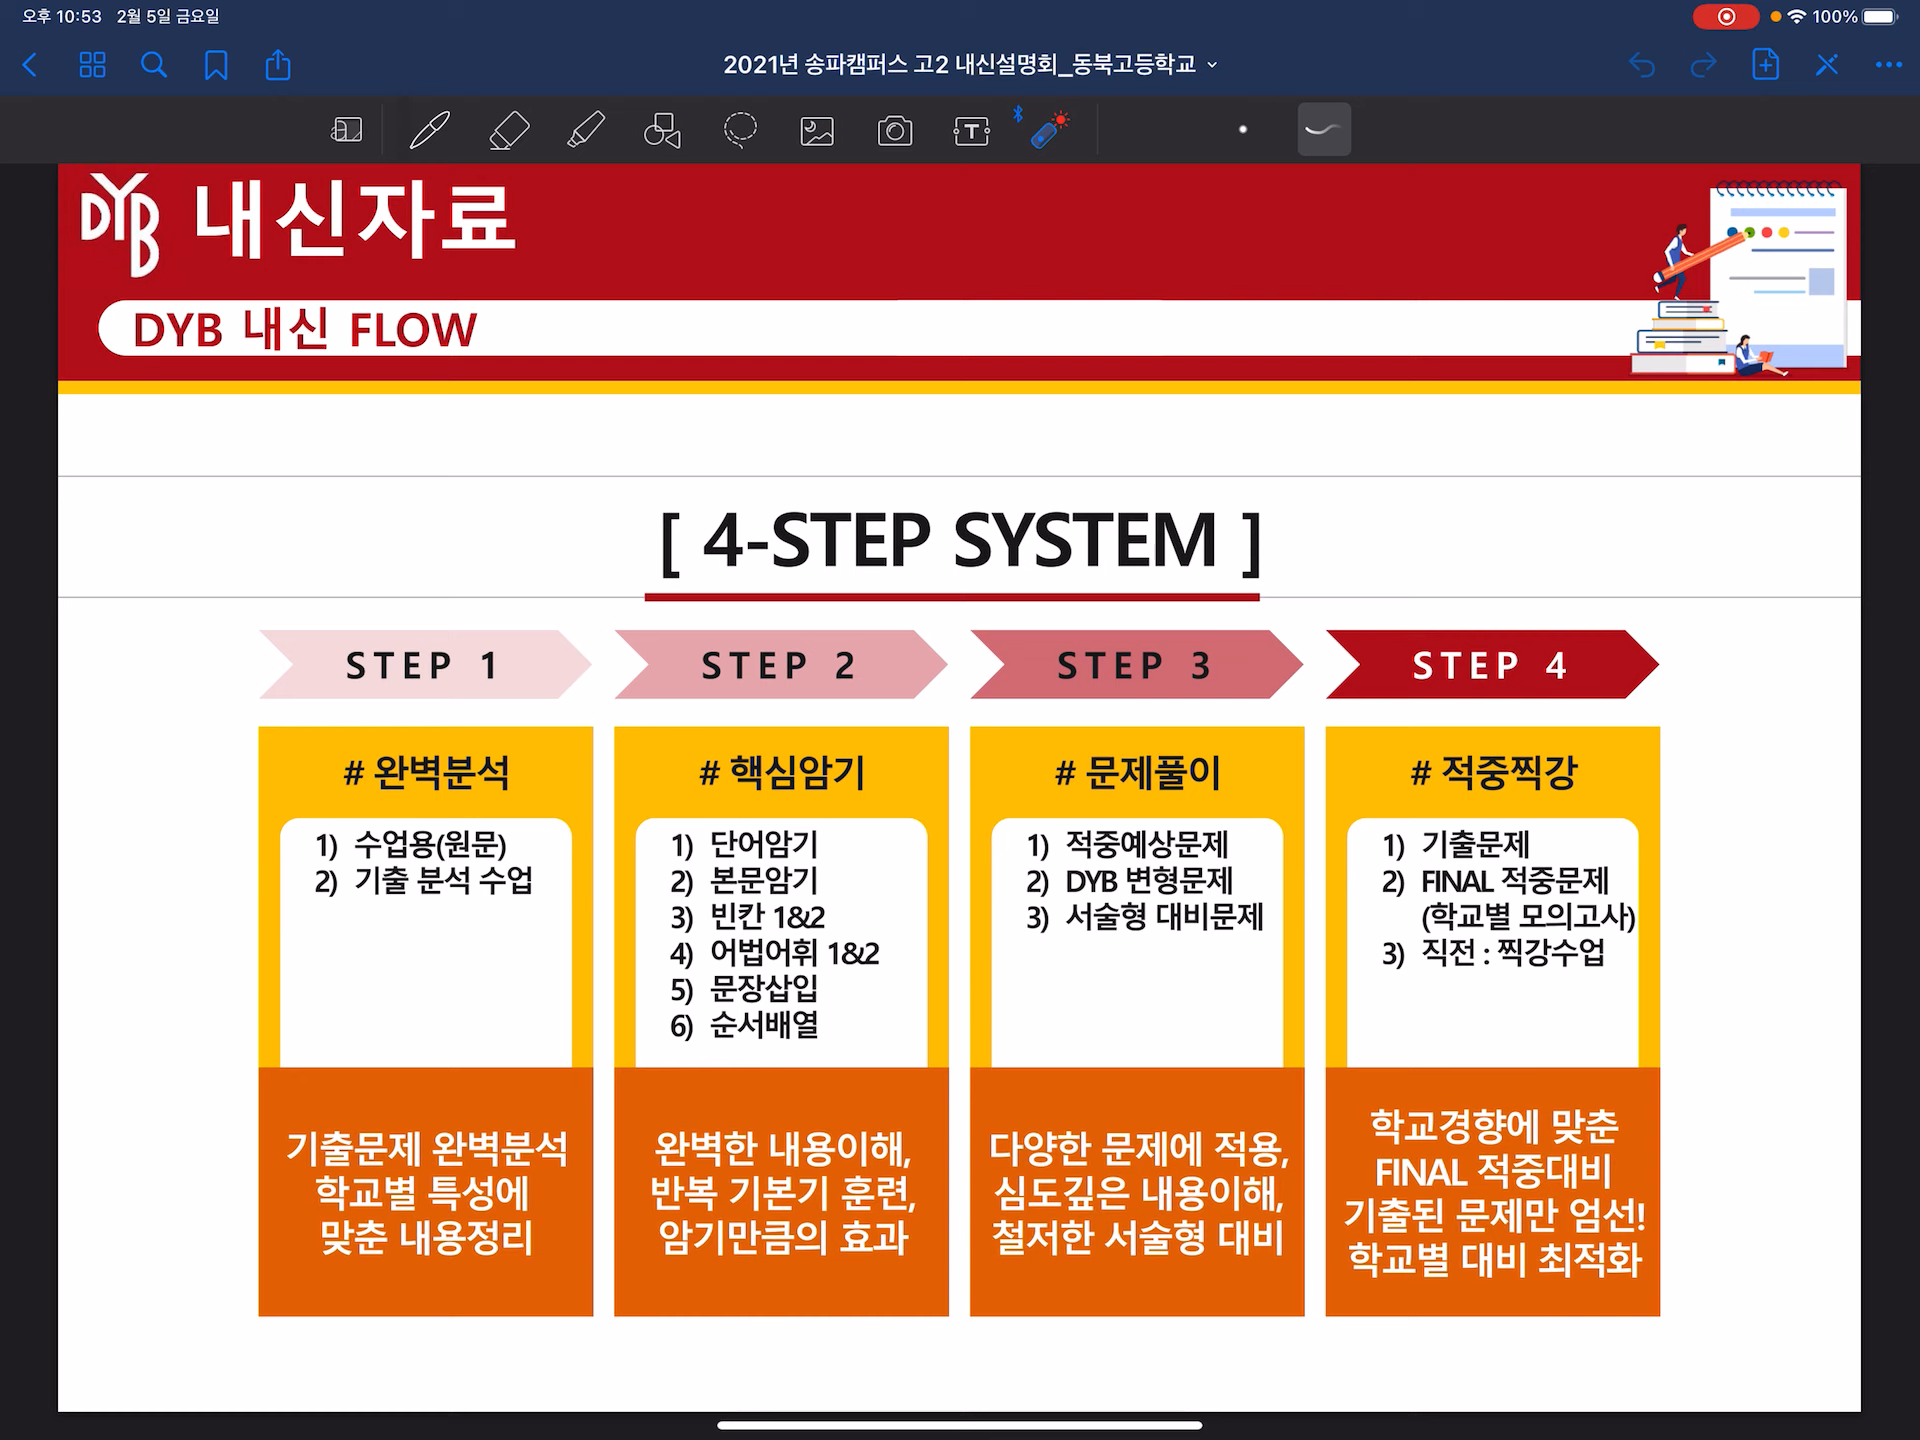 오후 10:53 2월 5일 금요일
100%
2021년 송파캠퍼스 고2 내신설명회_동북고등학교
DYB 내신자료
DYB 내신 FLOW
[ 4-STEP SYSTEM ]
STEP 1
# 완벽분석
1) 수업용(원문)
2) 기출 분석 수업
기출문제 완벽분석
학교별 특성에
맞춘 내용정리
STEP 2
# 핵심암기
1) 단어암기
2) 본문암기
3) 빈칸 1&2
4) 어법어휘 1&2
5) 문장삽입
6) 순서배열
완벽한 내용이해,
반복 기본기 훈련,
암기만큼의 효과
STEP 3
# 문제풀이
1) 적중예상문제
2) DYB 변형문제
3) 서술형 대비문제
다양한 문제에 적용,
심도깊은 내용이해,
철저한 서술형 대비
STEP 4
# 적중찍강
1) 기출문제
2) FINAL 적중문제
(학교별 모의고사)
3) 직전 : 찍강수업
학교경향에 맞춘
FINAL 적중대비
기출된 문제만 엄선!
학교별 대비 최적화